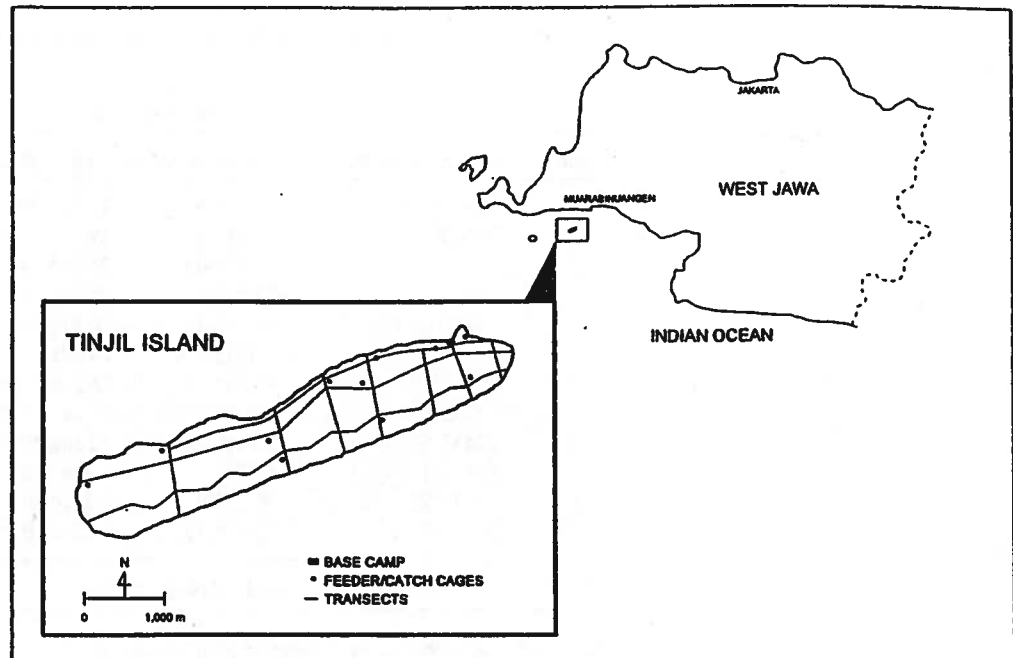 JAKARTA
WEST JAWA
MUARABINUANGEN
INDIAN OCEAN
TINJIL ISLAND
N
0 1,000 m
BASE CAMP
FEEDER/CATCH CAGES
TRANSECTS